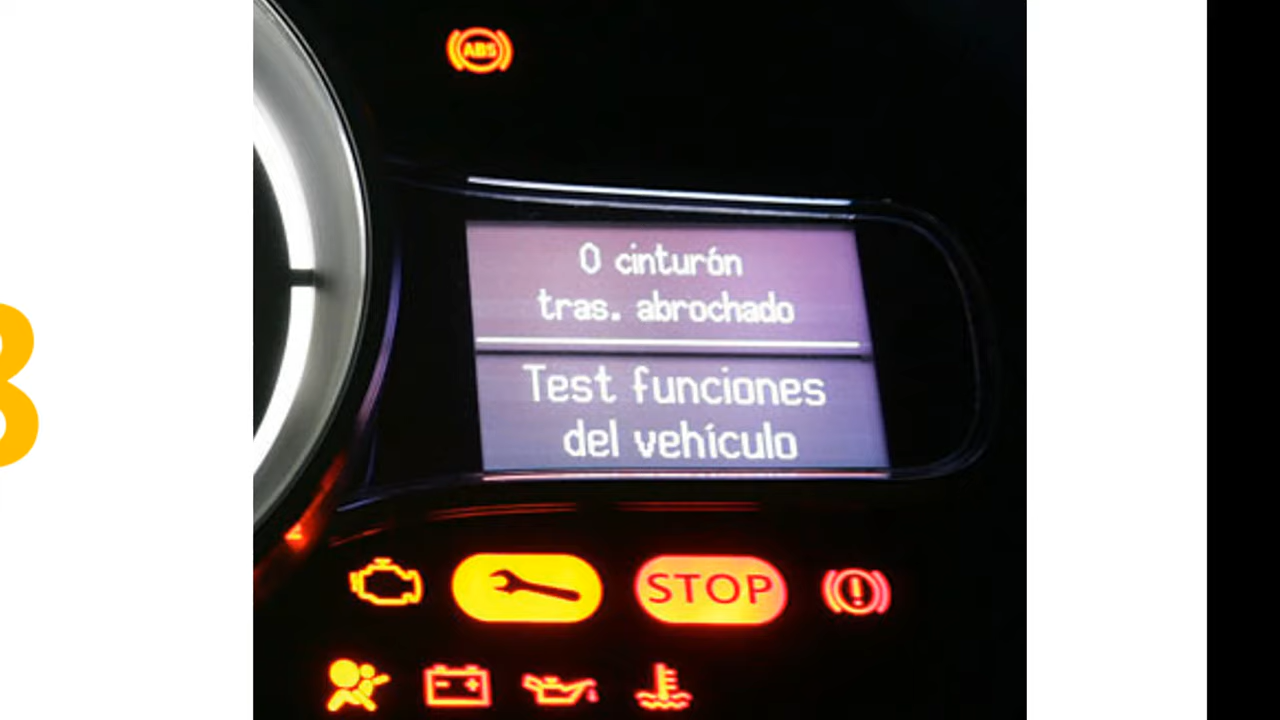 ABS
0 cinturón
tras. abrochado
Test funciones
del vehículo
STOP